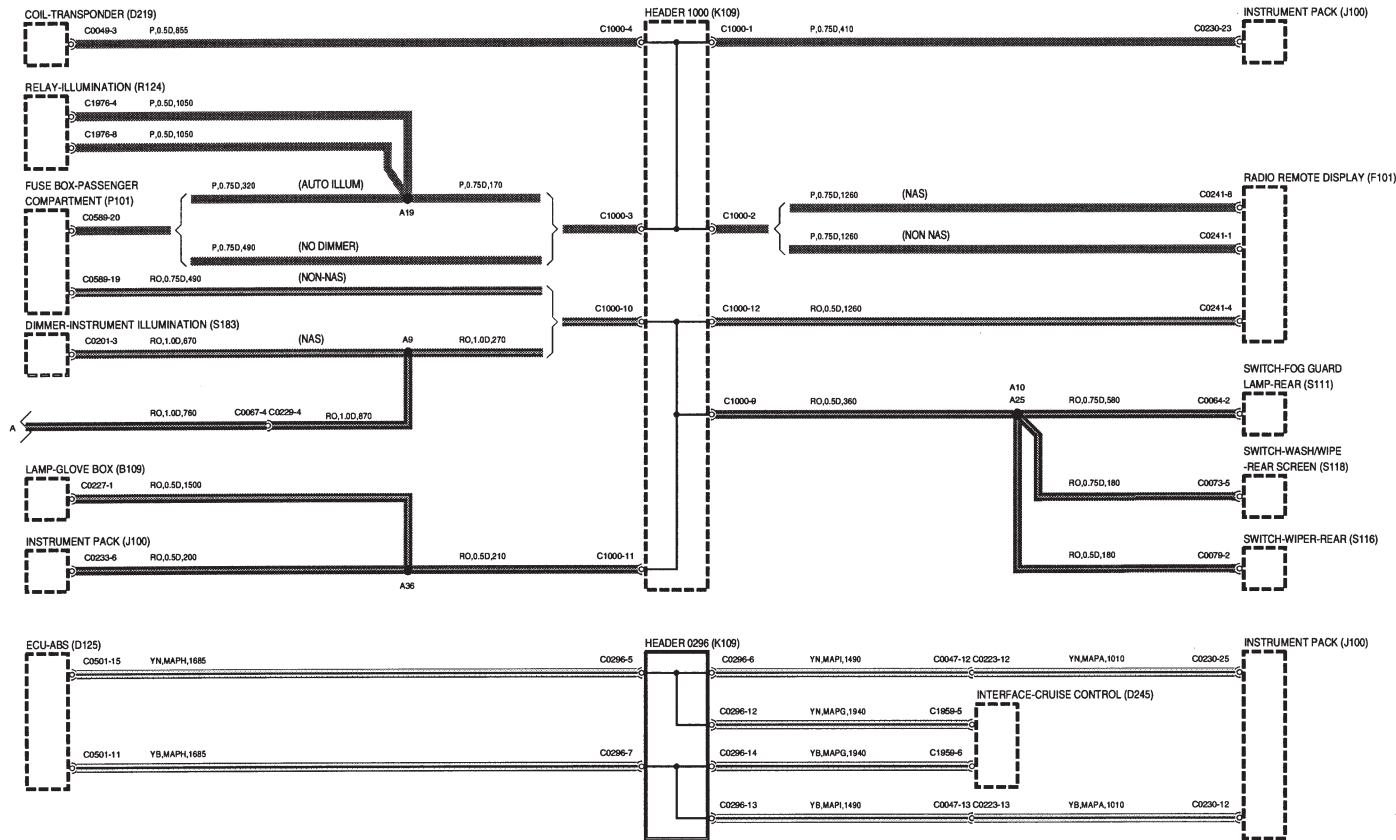 COIL-TRANSPONDER (D219)
HEADER 1000 (K109)
INSTRUMENT PACK (J100)
C0049-3 P,0.5D,855 C1000-4 C1000-1 P,0.75D,410 C0230-23
RELAY-ILLUMINATION (R124)
C1976-4 P,0.5D,1050
C1976-8 P,0.5D,1050
FUSE BOX-PASSENGER
COMPARTMENT (P101)
P,0.75D,320 (AUTO ILLUM) P,0.75D,170
A19
C0589-20
P,0.75D,490 (NO DIMMER)
C1000-3 C1000-2
RADIO REMOTE DISPLAY (F101)
P,0.75D,1260 (NAS) C0241-8
P,0.75D,1260 (NON NAS) C0241-1
C0589-19 RO,0.75D,490 (NON-NAS)
C1000-10 C1000-12 RO,0.5D,1260 C0241-4
DIMMER-INSTRUMENT ILLUMINATION (S183)
C0201-3 RO,1.0D,670 (NAS) A9 RO,1.0D,270
A RO,1.0D,760 C0067-4 C0229-4 RO,1.0D,870
SWITCH-FOG GUARD
LAMP-REAR (S111)
C1000-9 RO,0.5D,360 A10
A25
RO,0.75D,580 C0064-2
SWITCH-WASH/WIPE
-REAR SCREEN (S118)
RO,0.75D,180 C0073-5
LAMP-GLOVE BOX (B109)
C0227-1 RO,0.5D,1500
INSTRUMENT PACK (J100)
C0233-6 RO,0.5D,200 A36 RO,0.5D,210 C1000-11
SWITCH-WIPER-REAR (S116)
RO,0.5D,180 C0079-2
ECU-ABS (D125)
HEADER 0296 (K109)
INSTRUMENT PACK (J100)
C0501-15 YN,MAPH,1685 C0296-5 C0296-6 YN,MAPI,1490 C0047-12 C0223-12 YN,MAPA,1010 C0230-25
INTERFACE-CRUISE CONTROL (D245)
C0296-12 YN,MAPG,1940 C1959-5
C0501-11 YB,MAPH,1685 C0296-7 C0296-14 YB,MAPG,1940 C1959-6
C0296-13 YB,MAPI,1490 C0047-13 C0223-13 YB,MAPA,1010 C0230-12